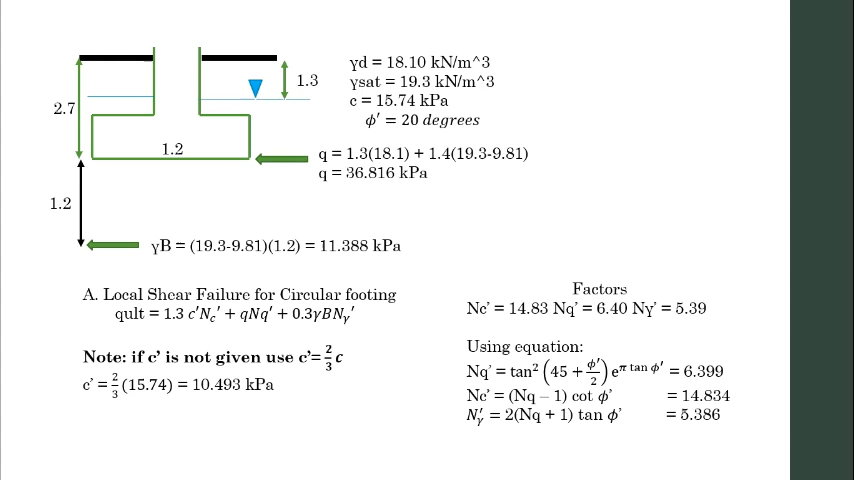 γd = 18.10 kN/m^3
1.3
γsat = 19.3 kN/m^3
c = 15.74 kPa
ϕ′ = 20 degrees
2.7
1.2
q = 1.3(18.1) + 1.4(19.3-9.81)
q = 36.816 kPa
1.2
γB = (19.3-9.81)(1.2) = 11.388 kPa
A. Local Shear Failure for Circular footing
qult = 1.3 c′N_c′ + qNq′ + 0.3γBN_γ′
Note: if c’ is not given use c’= 2/3 c
c’ = 2/3 (15.74) = 10.493 kPa
Factors
Nc’ = 14.83 Nq’ = 6.40 Nγ’ = 5.39
Using equation:
Nq’ = tan² (45 + ϕ′/2) e^{π tan ϕ′} = 6.399
Nc’ = (Nq – 1) cot ϕ’ = 14.834
N′_γ = 2(Nq + 1) tan ϕ’ = 5.386